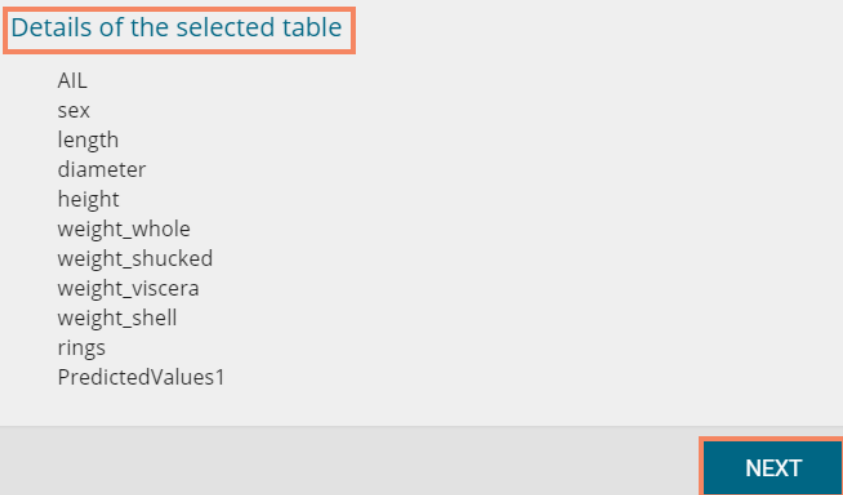 Details of the selected table
AIL
sex
length
diameter
height
weight_whole
weight_shucked
weight_viscera
weight_shell
rings
PredictedValues1
NEXT